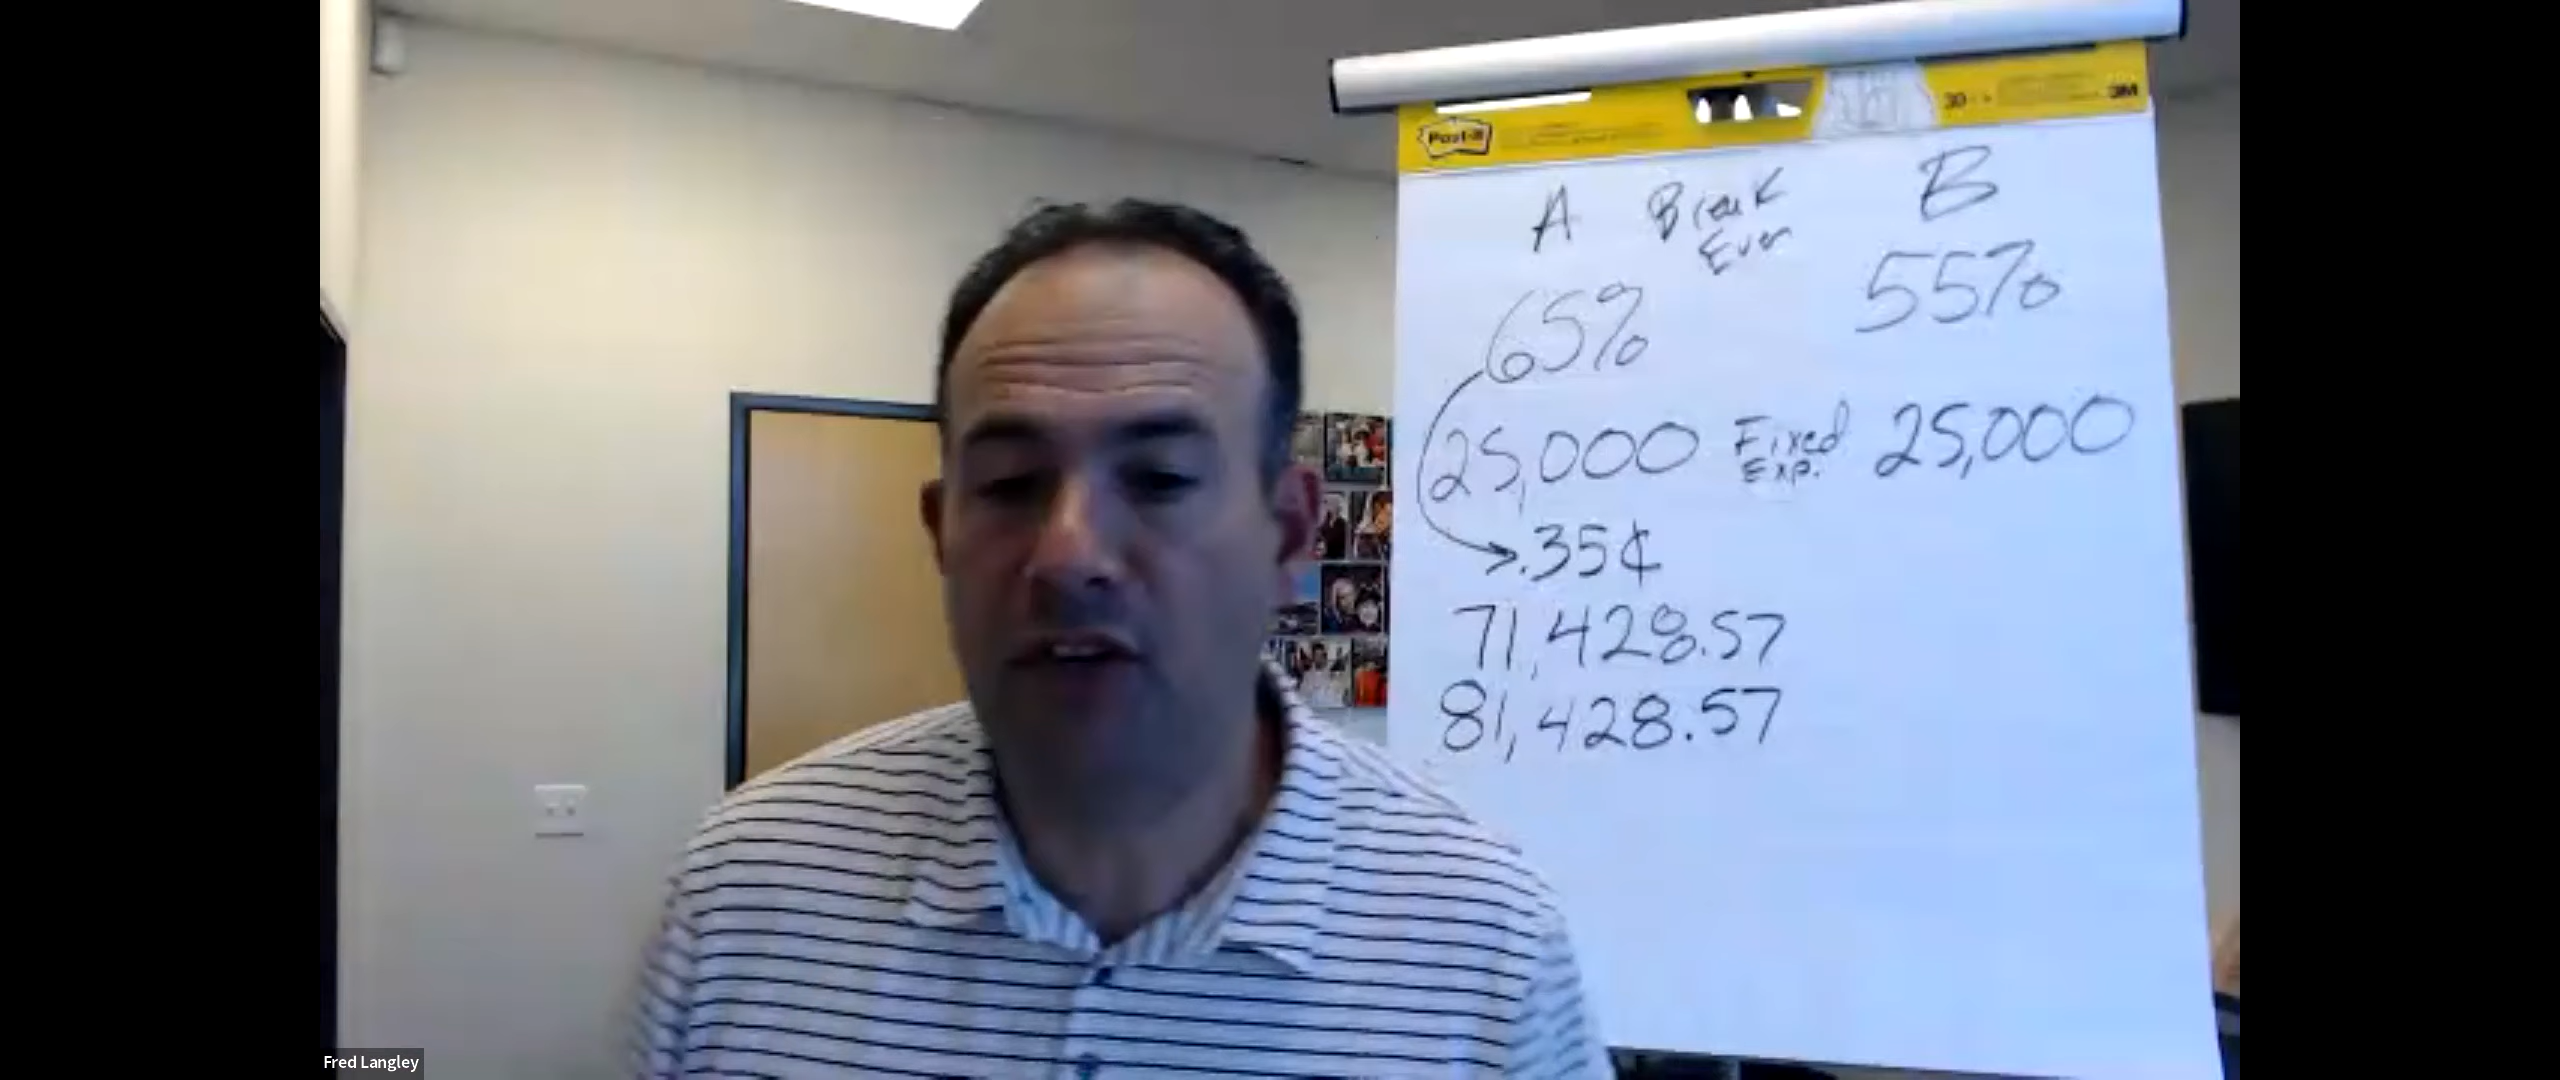 Post-it
30
3M
A Break Even B
65% 55%
25,000 Fixed Exp. 25,000
.35¢
71,428.57
81,428.57
Fred Langley